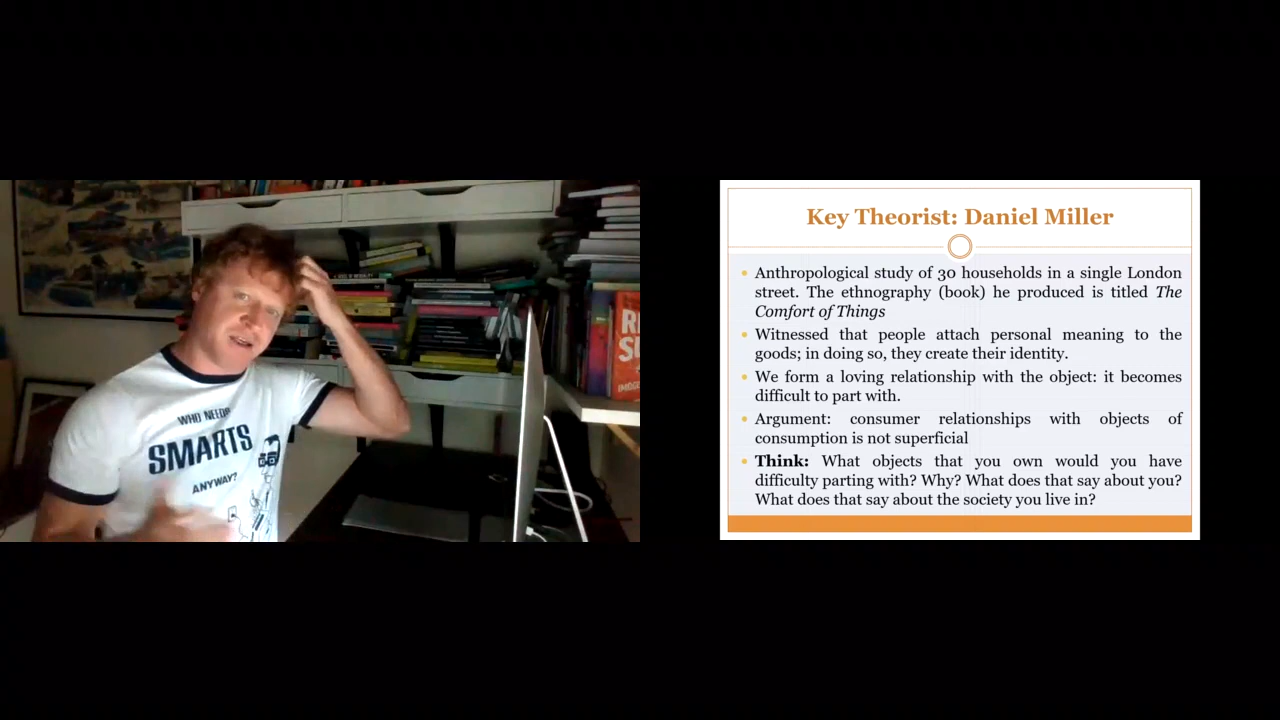 WHO NEEDS
SMARTS
ANYWAY?
Key Theorist: Daniel Miller
Anthropological study of 30 households in a single London
street. The ethnography (book) he produced is titled The
Comfort of Things
Witnessed that people attach personal meaning to the
goods; in doing so, they create their identity.
We form a loving relationship with the object: it becomes
difficult to part with.
Argument: consumer relationships with objects of
consumption is not superficial
Think: What objects that you own would you have
difficulty parting with? Why? What does that say about you?
What does that say about the society you live in?